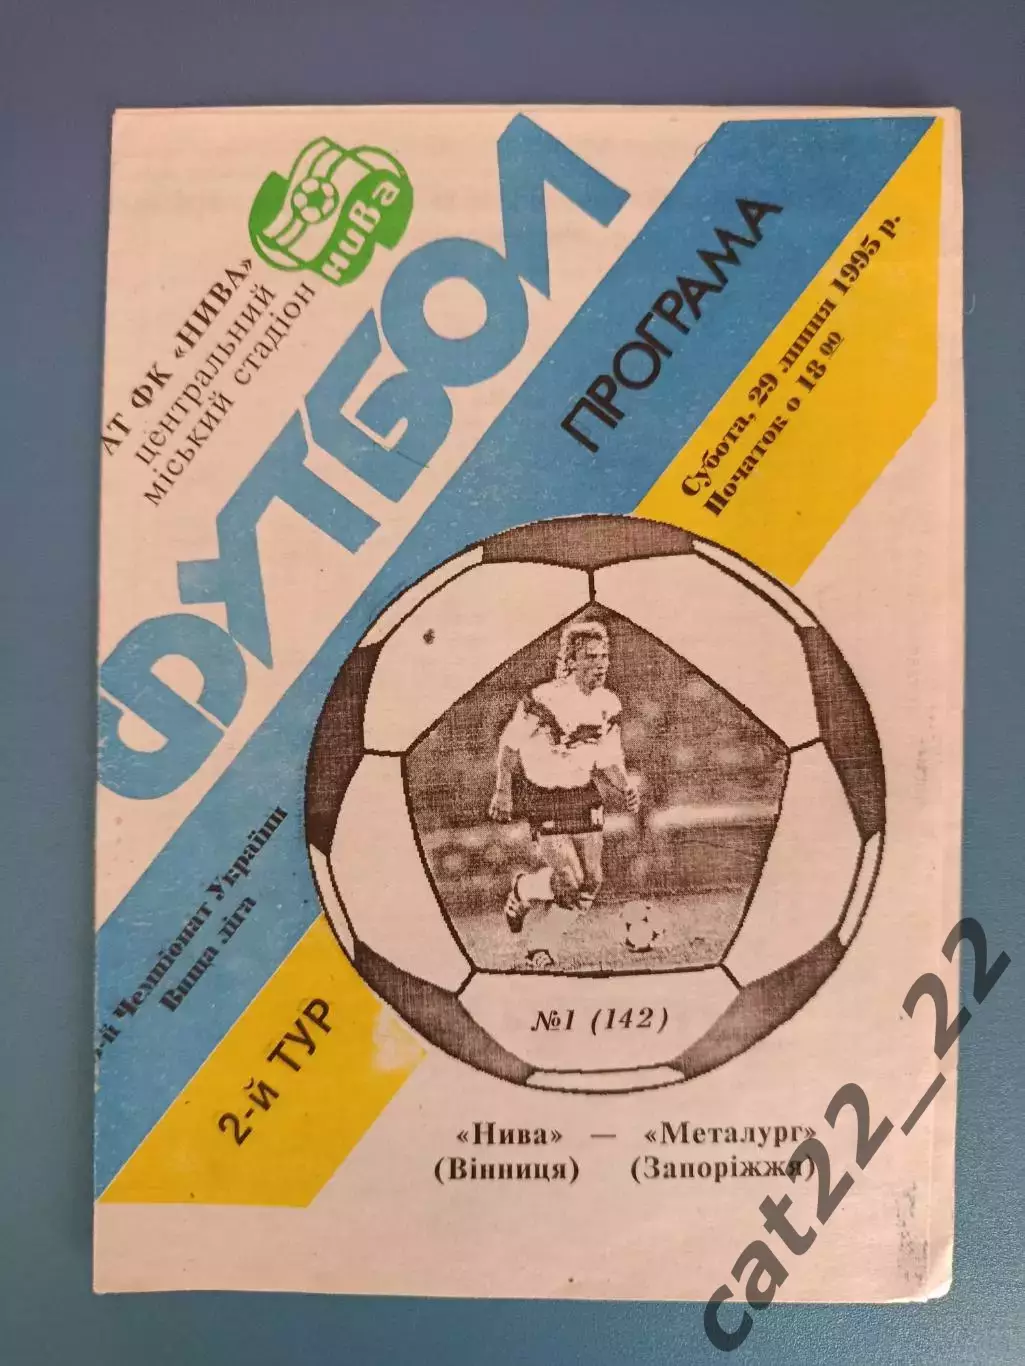 АТ ФК «НИВА»
центральний
міський стадіон
НиВа
ФУТБОЛ
ПРОГРАМА
Субота, 29 липня 1995 р.
Початок о 18 00
-й Чемпіонат України
Вища ліга
2-й ТУР
№1 (142)
«Нива» — «Металург»
(Вінниця) (Запоріжжя)
cat22_22